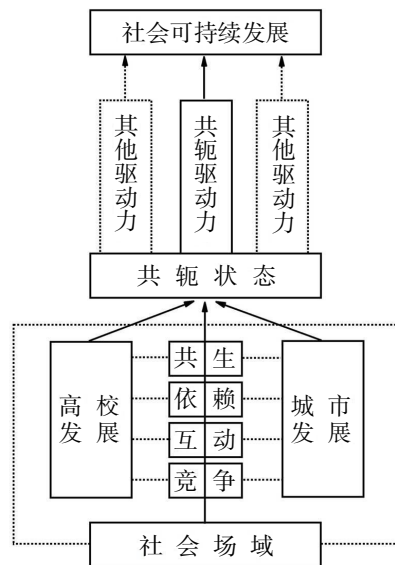 社会可持续发展
其他驱动力
共轭驱动力
其他驱动力
共轭状态
高校
发展
共生
依赖
互动
竞争
城市
发展
社会场域